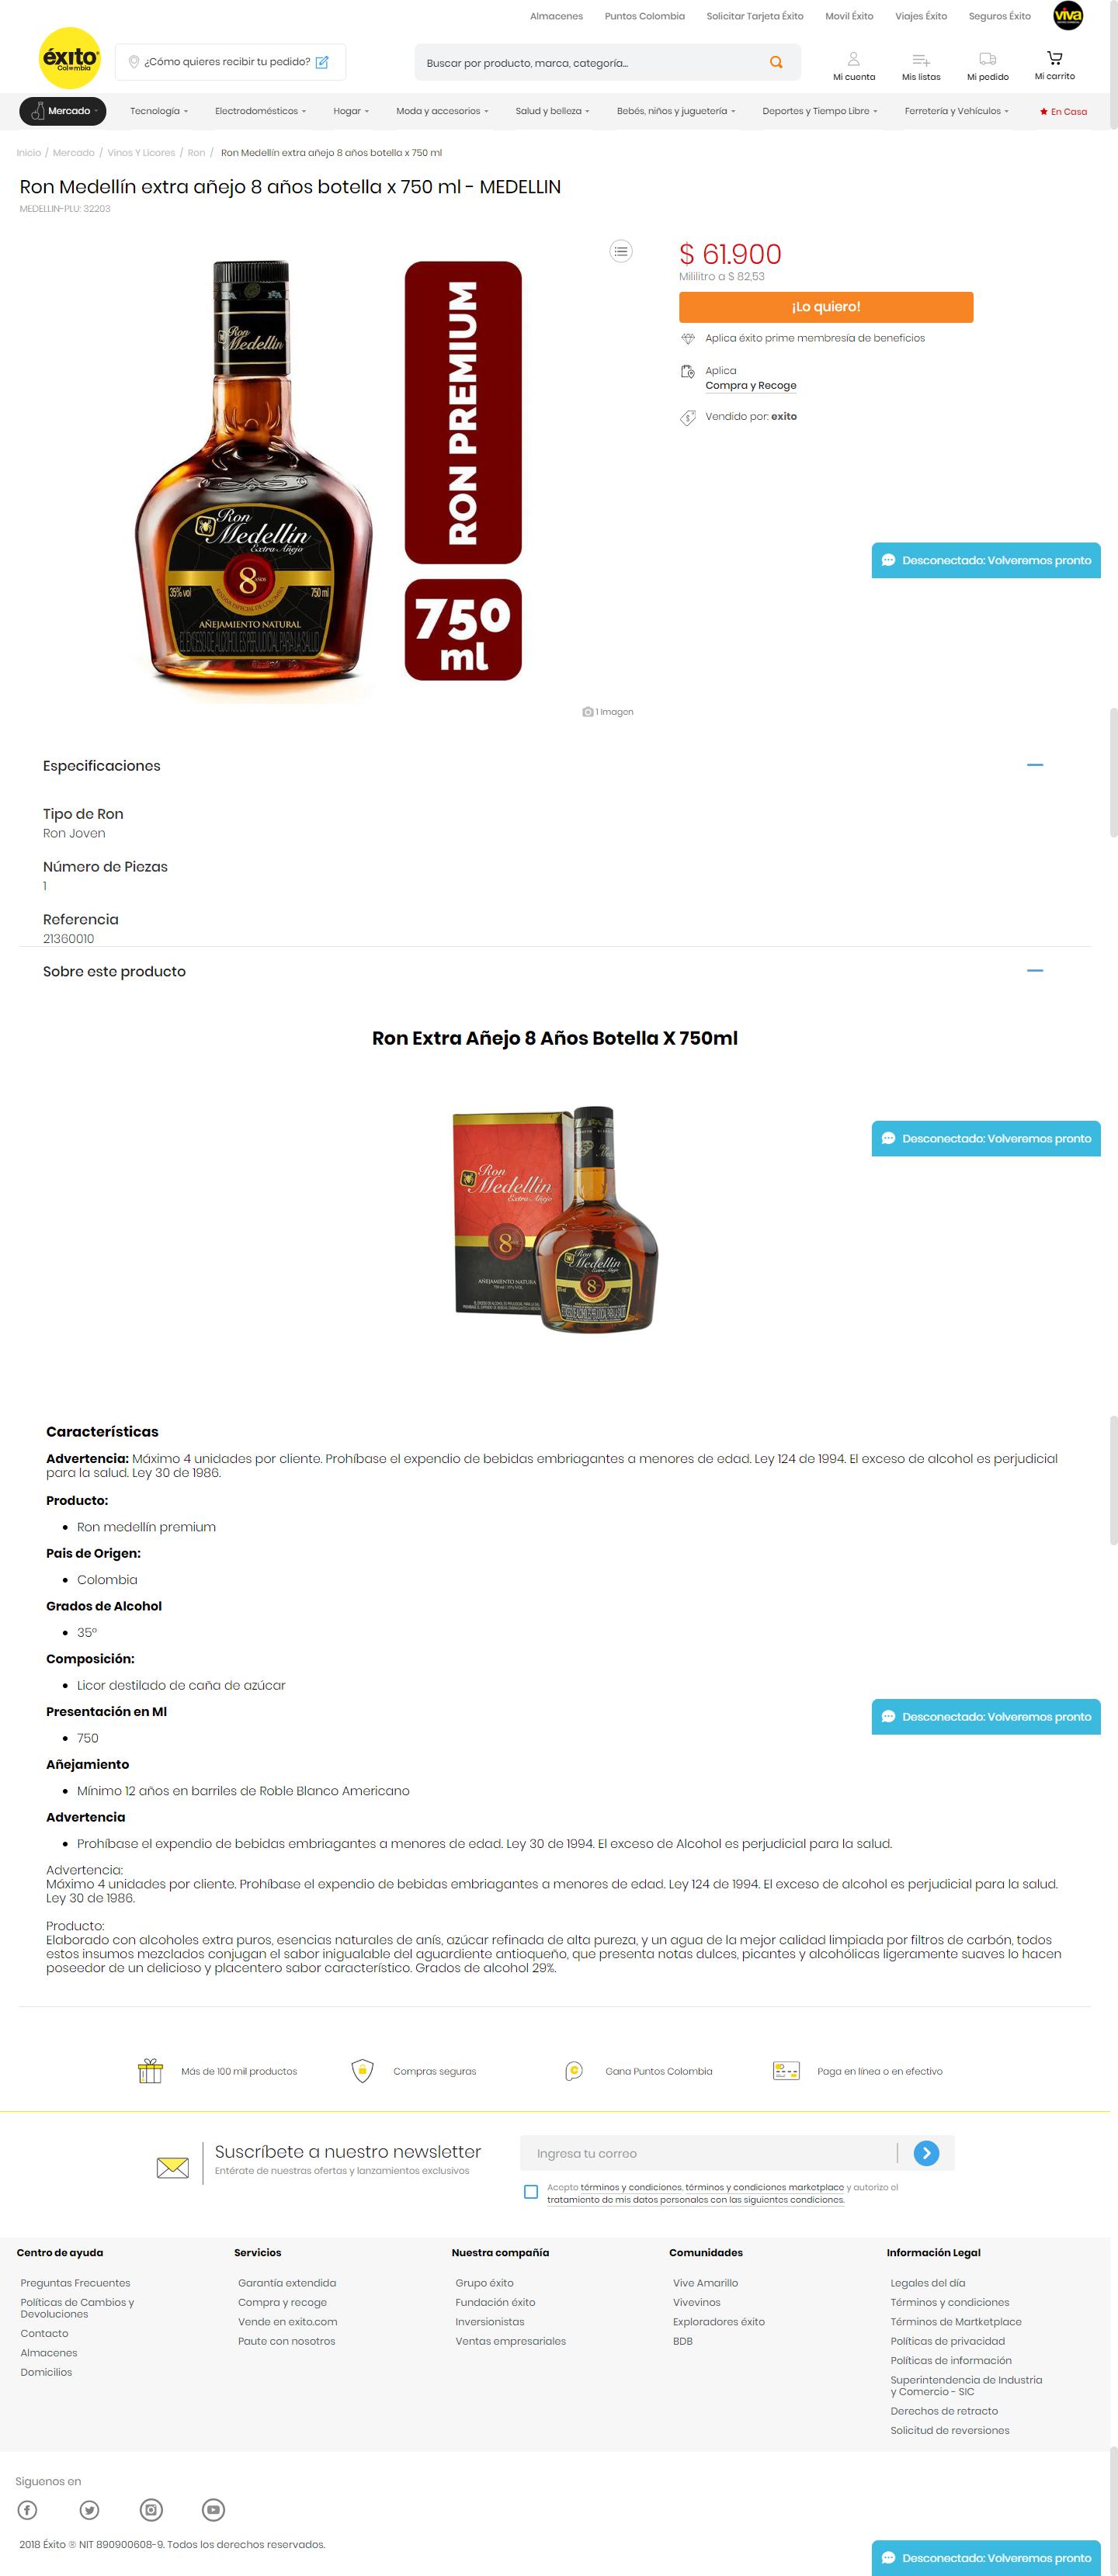 Almacenes Puntos Colombia Solicitar Tarjeta Éxito Movil Éxito Viajes Éxito Seguros Éxito viva
éxito
Colombia
¿Cómo quieres recibir tu pedido?
Buscar por producto, marca, categoría...
Mi cuenta Mis listas Mi pedido Mi carrito
Mercado Tecnología Electrodomésticos Hogar Moda y accesorios Salud y belleza Bebés, niños y juguetería Deportes y Tiempo Libre Ferretería y Vehículos En Casa
Inicio / Mercado / Vinos Y Licores / Ron / Ron Medellín extra añejo 8 años botella x 750 ml
Ron Medellín extra añejo 8 años botella x 750 ml - MEDELLIN
MEDELLIN-PLU: 32203
Ron
Medellín
Ron
Medellín
Extra Añejo
8 AÑOS
35% vol
750 ml
RESERVA ESPECIAL DE COLOMBIA
AÑEJAMIENTO NATURAL
EL EXCESO DE ALCOHOL ES PERJUDICIAL PARA LA SALUD
RON PREMIUM
750
ml
1 Imagen
$ 61.900
Mililitro a $ 82,53
¡Lo quiero!
Aplica éxito prime membresía de beneficios
Aplica
Compra y Recoge
Vendido por: exito
Desconectado: Volveremos pronto
Especificaciones
Tipo de Ron
Ron Joven
Número de Piezas
1
Referencia
21360010
Sobre este producto
Ron Extra Añejo 8 Años Botella X 750ml
Ron
Medellín
Extra Añejo
8
AÑEJAMIENTO NATURA
Ron
Medellín
Extra Añejo
8
Desconectado: Volveremos pronto
Características
Advertencia: Máximo 4 unidades por cliente. Prohíbase el expendio de bebidas embriagantes a menores de edad. Ley 124 de 1994. El exceso de alcohol es perjudicial
para la salud. Ley 30 de 1986.
Producto:
• Ron medellín premium
Pais de Origen:
• Colombia
Grados de Alcohol
• 35º
Composición:
• Licor destilado de caña de azúcar
Presentación en Ml
• 750
Desconectado: Volveremos pronto
Añejamiento
• Mínimo 12 años en barriles de Roble Blanco Americano
Advertencia
• Prohíbase el expendio de bebidas embriagantes a menores de edad. Ley 30 de 1994. El exceso de Alcohol es perjudicial para la salud.
Advertencia:
Máximo 4 unidades por cliente. Prohíbase el expendio de bebidas embriagantes a menores de edad. Ley 124 de 1994. El exceso de alcohol es perjudicial para la salud.
Ley 30 de 1986.
Producto:
Elaborado con alcoholes extra puros, esencias naturales de anís, azúcar refinada de alta pureza, y un agua de la mejor calidad limpiada por filtros de carbón, todos
estos insumos mezclados conjugan el sabor inigualable del aguardiente antioqueño, que presenta notas dulces, picantes y alcohólicas ligeramente suaves lo hacen
poseedor de un delicioso y placentero sabor característico. Grados de alcohol 29%.
Más de 100 mil productos Compras seguras Gana Puntos Colombia Paga en línea o en efectivo
Suscríbete a nuestro newsletter
Entérate de nuestras ofertas y lanzamientos exclusivos
Ingresa tu correo
Acepto términos y condiciones, términos y condiciones marketplace y autorizo el
tratamiento de mis datos personales con las siguientes condiciones.
Centro de ayuda
Preguntas Frecuentes
Políticas de Cambios y
Devoluciones
Contacto
Almacenes
Domicilios
Servicios
Garantía extendida
Compra y recoge
Vende en exito.com
Paute con nosotros
Nuestra compañía
Grupo éxito
Fundación éxito
Inversionistas
Ventas empresariales
Comunidades
Vive Amarillo
Vivevinos
Exploradores éxito
BDB
Información Legal
Legales del día
Términos y condiciones
Términos de Martketplace
Políticas de privacidad
Políticas de información
Superintendencia de Industria
y Comercio - SIC
Derechos de retracto
Solicitud de reversiones
Siguenos en
2018 Éxito ® NIT 890900608-9. Todos los derechos reservados.
Desconectado: Volveremos pronto